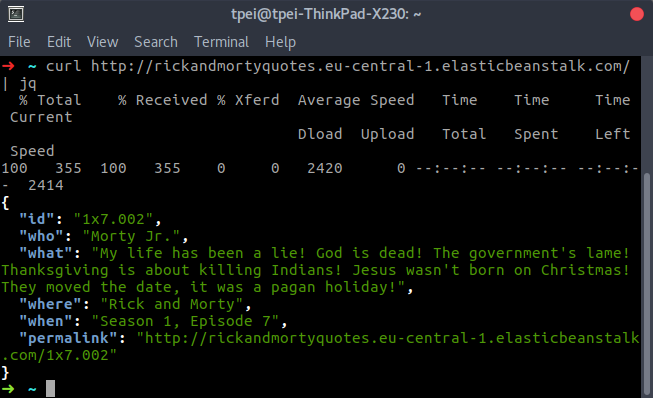 tpei@tpei-ThinkPad-X230: ~
File Edit View Search Terminal Help
➜ ~ curl http://rickandmortyquotes.eu-central-1.elasticbeanstalk.com/
| jq
% Total % Received % Xferd Average Speed Time Time Time
Current
Dload Upload Total Spent Left
Speed
100 355 100 355 0 0 2420 0 --:--:-- --:--:-- --:--:-
- 2414
{
"id": "1x7.002",
"who": "Morty Jr.",
"what": "My life has been a lie! God is dead! The government's lame!
Thanksgiving is about killing Indians! Jesus wasn't born on Christmas!
They moved the date, it was a pagan holiday!",
"where": "Rick and Morty",
"when": "Season 1, Episode 7",
"permalink": "http://rickandmortyquotes.eu-central-1.elasticbeanstalk
.com/1x7.002"
}
➜ ~